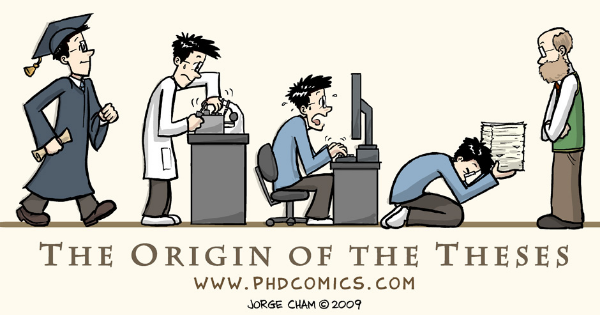 THE ORIGIN OF THE THESES
WWW.PHDCOMICS.COM
JORGE CHAM © 2009